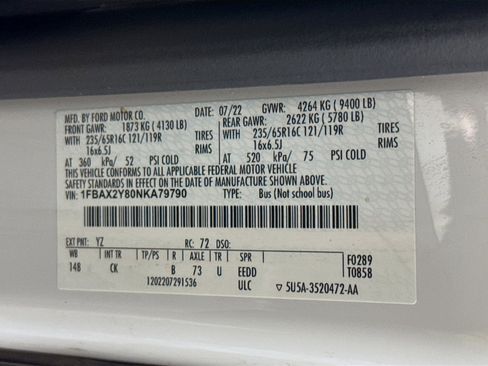 MFD. BY FORD MOTOR CO.
DATE: 07/22 GVWR: 4264 KG ( 9400 LB)
FRONT GAWR: 1873 KG ( 4130 LB) REAR GAWR: 2622 KG ( 5780 LB)
WITH 235/65R16C 121/119R TIRES WITH 235/65R16C 121/119R TIRES
16x6.5J RIMS 16x6.5J RIMS
AT 360 kPa/ 52 PSI COLD AT 520 kPa/ 75 PSI COLD
THIS VEHICLE CONFORMS TO ALL APPLICABLE FEDERAL MOTOR VEHICLE
SAFETY STANDARDS IN EFFECT ON THE DATE OF MANUFACTURE SHOWN ABOVE.
VIN: 1FBAX2Y80NKA79790 TYPE: Bus (Not school bus)
EXT PNT: YZ RC: 72 DSO: F0289
WB INT TR TP/PS R AXLE TR SPR T0858
148 CK B 73 U EEDD
1202207291536 ULC 5U5A-3520472-AA